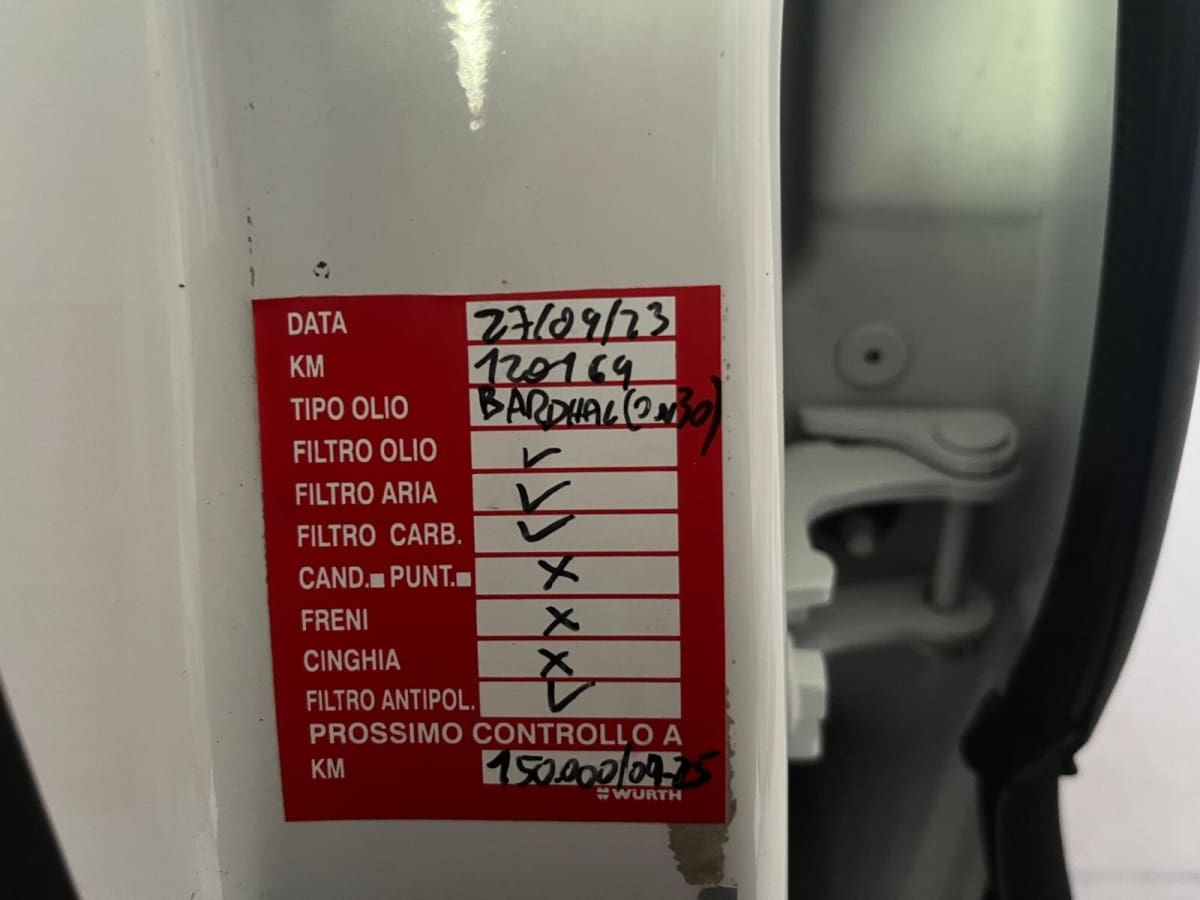 DATA 27/09/23
KM 120169
TIPO OLIO BARDHAL (0W30)
FILTRO OLIO ✓
FILTRO ARIA ✓
FILTRO CARB. ✓
CAND. PUNT. X
FRENI X
CINGHIA X
FILTRO ANTIPOL. ✓
PROSSIMO CONTROLLO A
KM 150.000/09-25
WURTH